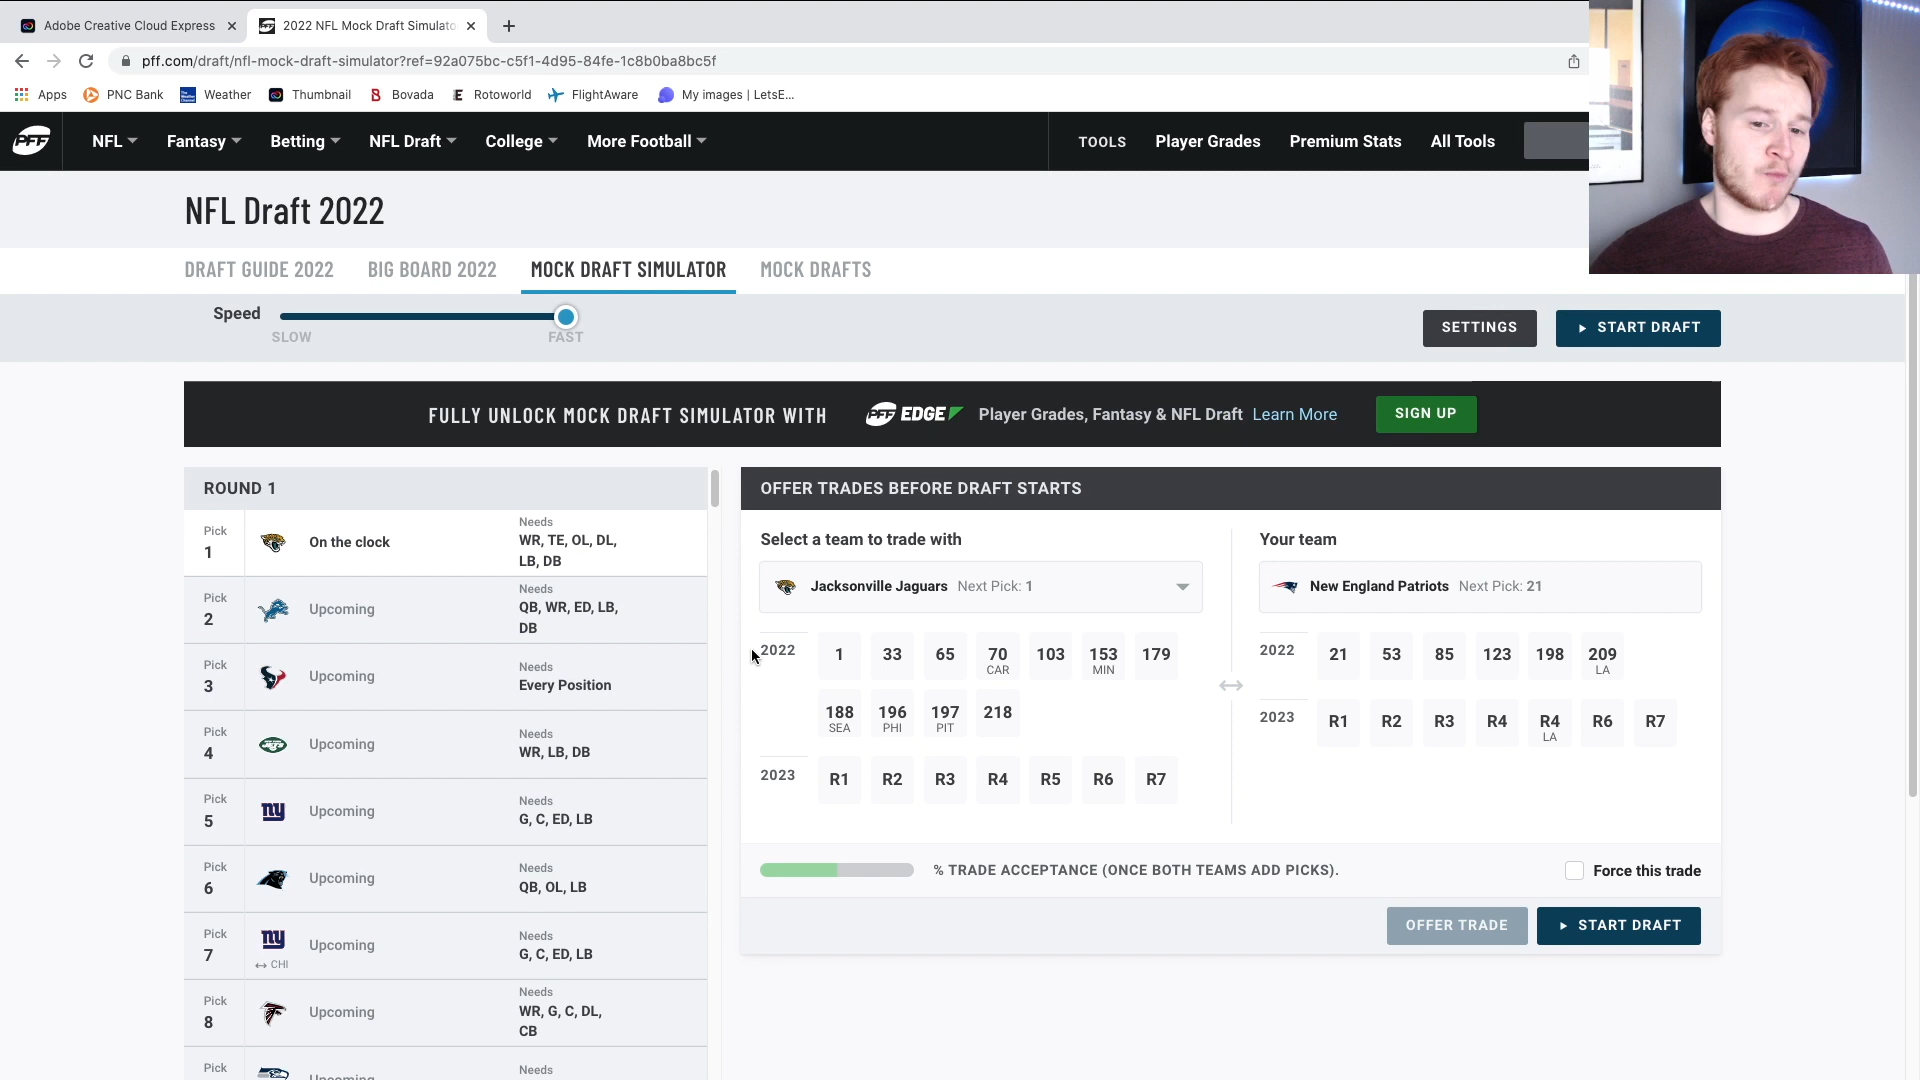 Adobe Creative Cloud Express
2022 NFL Mock Draft Simulato
pff.com/draft/nfl-mock-draft-simulator?ref=92a075bc-c5f1-4d95-84fe-1c8b0ba8bc5f
Apps PNC Bank Weather Thumbnail Bovada Rotoworld FlightAware My images | LetsE...
PFF NFL Fantasy Betting NFL Draft College More Football TOOLS Player Grades Premium Stats All Tools
NFL Draft 2022
DRAFT GUIDE 2022 BIG BOARD 2022 MOCK DRAFT SIMULATOR MOCK DRAFTS
Speed
SLOW FAST
SETTINGS START DRAFT
FULLY UNLOCK MOCK DRAFT SIMULATOR WITH PFF EDGE Player Grades, Fantasy & NFL Draft Learn More SIGN UP
ROUND 1
Pick 1
On the clock
Needs
WR, TE, OL, DL,
LB, DB
Pick 2
Upcoming
Needs
QB, WR, ED, LB,
DB
Pick 3
Upcoming
Needs
Every Position
Pick 4
Upcoming
Needs
WR, LB, DB
Pick 5
ny
Upcoming
Needs
G, C, ED, LB
Pick 6
Upcoming
Needs
QB, OL, LB
Pick 7
ny
CHI
Upcoming
Needs
G, C, ED, LB
Pick 8
Upcoming
Needs
WR, G, C, DL,
CB
Pick
Upcoming
Needs
OFFER TRADES BEFORE DRAFT STARTS
Select a team to trade with
Jacksonville Jaguars Next Pick: 1
2022 1 33 65 70 103 153 179
CAR MIN
188 196 197 218
SEA PHI PIT
2023 R1 R2 R3 R4 R5 R6 R7
Your team
New England Patriots Next Pick: 21
2022 21 53 85 123 198 209
LA
2023 R1 R2 R3 R4 R4 R6 R7
LA
% TRADE ACCEPTANCE (ONCE BOTH TEAMS ADD PICKS).
Force this trade
OFFER TRADE START DRAFT